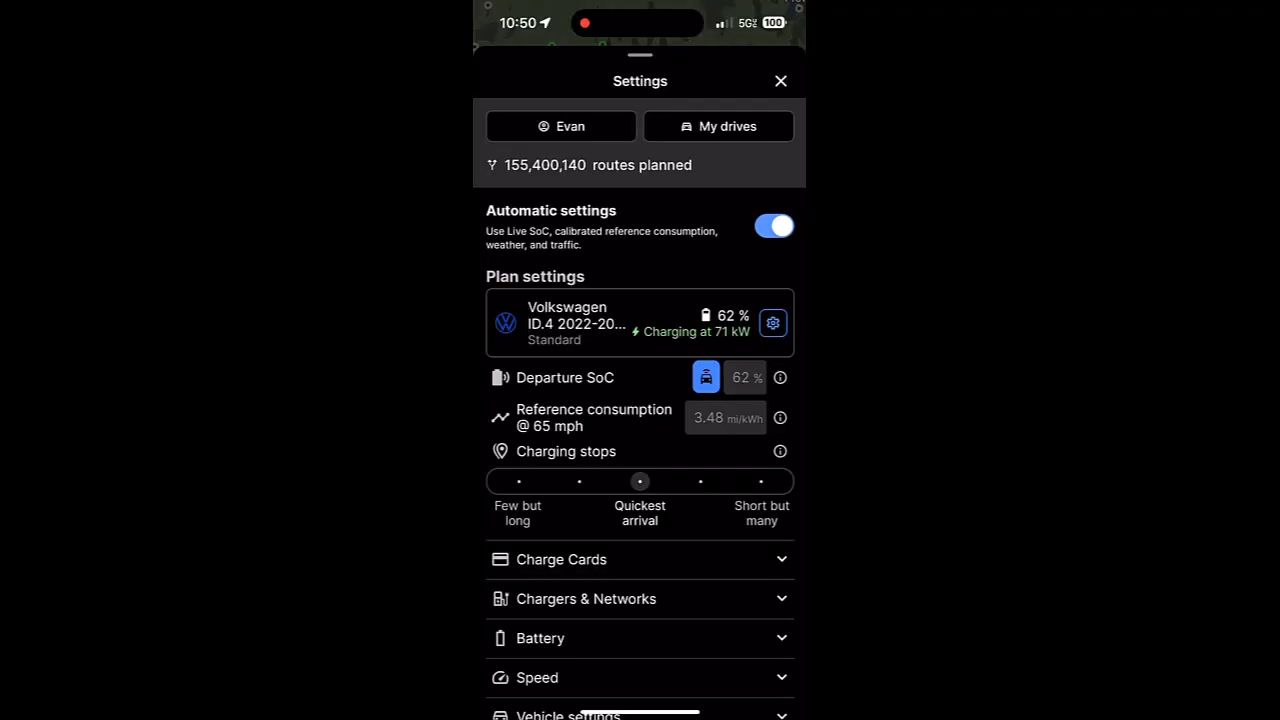 10:50
5G
100
Settings
Evan
My drives
155,400,140 routes planned
Automatic settings
Use Live SoC, calibrated reference consumption,
weather, and traffic.
Plan settings
Volkswagen
ID.4 2022-20...
Standard
62 %
Charging at 71 kW
Departure SoC
62 %
Reference consumption
@ 65 mph
3.48 mi/kWh
Charging stops
Few but
long
Quickest
arrival
Short but
many
Charge Cards
Chargers & Networks
Battery
Speed
Vehicle settings